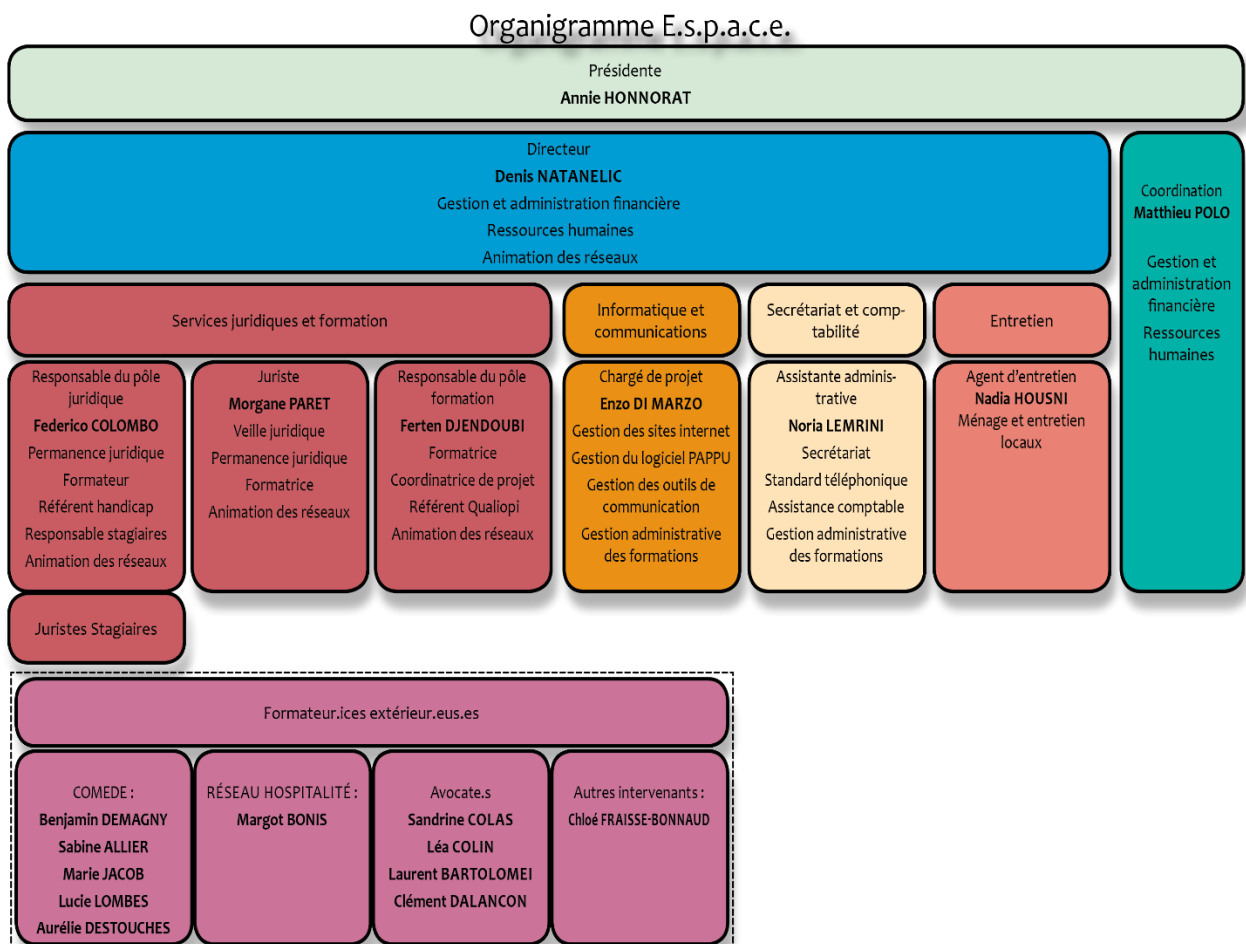 Organigramme E.s.p.a.c.e.
Présidente
Annie HONNORAT
Directeur
Denis NATANELIC
Gestion et administration financière
Ressources humaines
Animation des réseaux
Coordination
Matthieu POLO
Gestion et
administration
financière
Ressources
humaines
Services juridiques et formation
Informatique et
communications
Secrétariat et comp-
tabilité
Entretien
Responsable du pôle
juridique
Federico COLOMBO
Permanence juridique
Formateur
Référent handicap
Responsable stagiaires
Animation des réseaux
Juriste
Morgane PARET
Veille juridique
Permanence juridique
Formatrice
Animation des réseaux
Responsable du pôle
formation
Ferten DJENDOUBI
Formatrice
Coordinatrice de projet
Référent Qualiopi
Animation des réseaux
Chargé de projet
Enzo DI MARZO
Gestion des sites internet
Gestion du logiciel PAPPU
Gestion des outils de
communication
Gestion administrative
des formations
Assistante adminis-
trative
Noria LEMRINI
Secrétariat
Standard téléphonique
Assistance comptable
Gestion administrative
des formations
Agent d'entretien
Nadia HOUSNI
Ménage et entretien
locaux
Juristes Stagiaires
Formateur.ices extérieur.eus.es
COMEDE :
Benjamin DEMAGNY
Sabine ALLIER
Marie JACOB
Lucie LOMBES
Aurélie DESTOUCHES
RÉSEAU HOSPITALITÉ :
Margot BONIS
Avocate.s
Sandrine COLAS
Léa COLIN
Laurent BARTOLOMEI
Clément DALANCON
Autres intervenants :
Chloé FRAISSE-BONNAUD